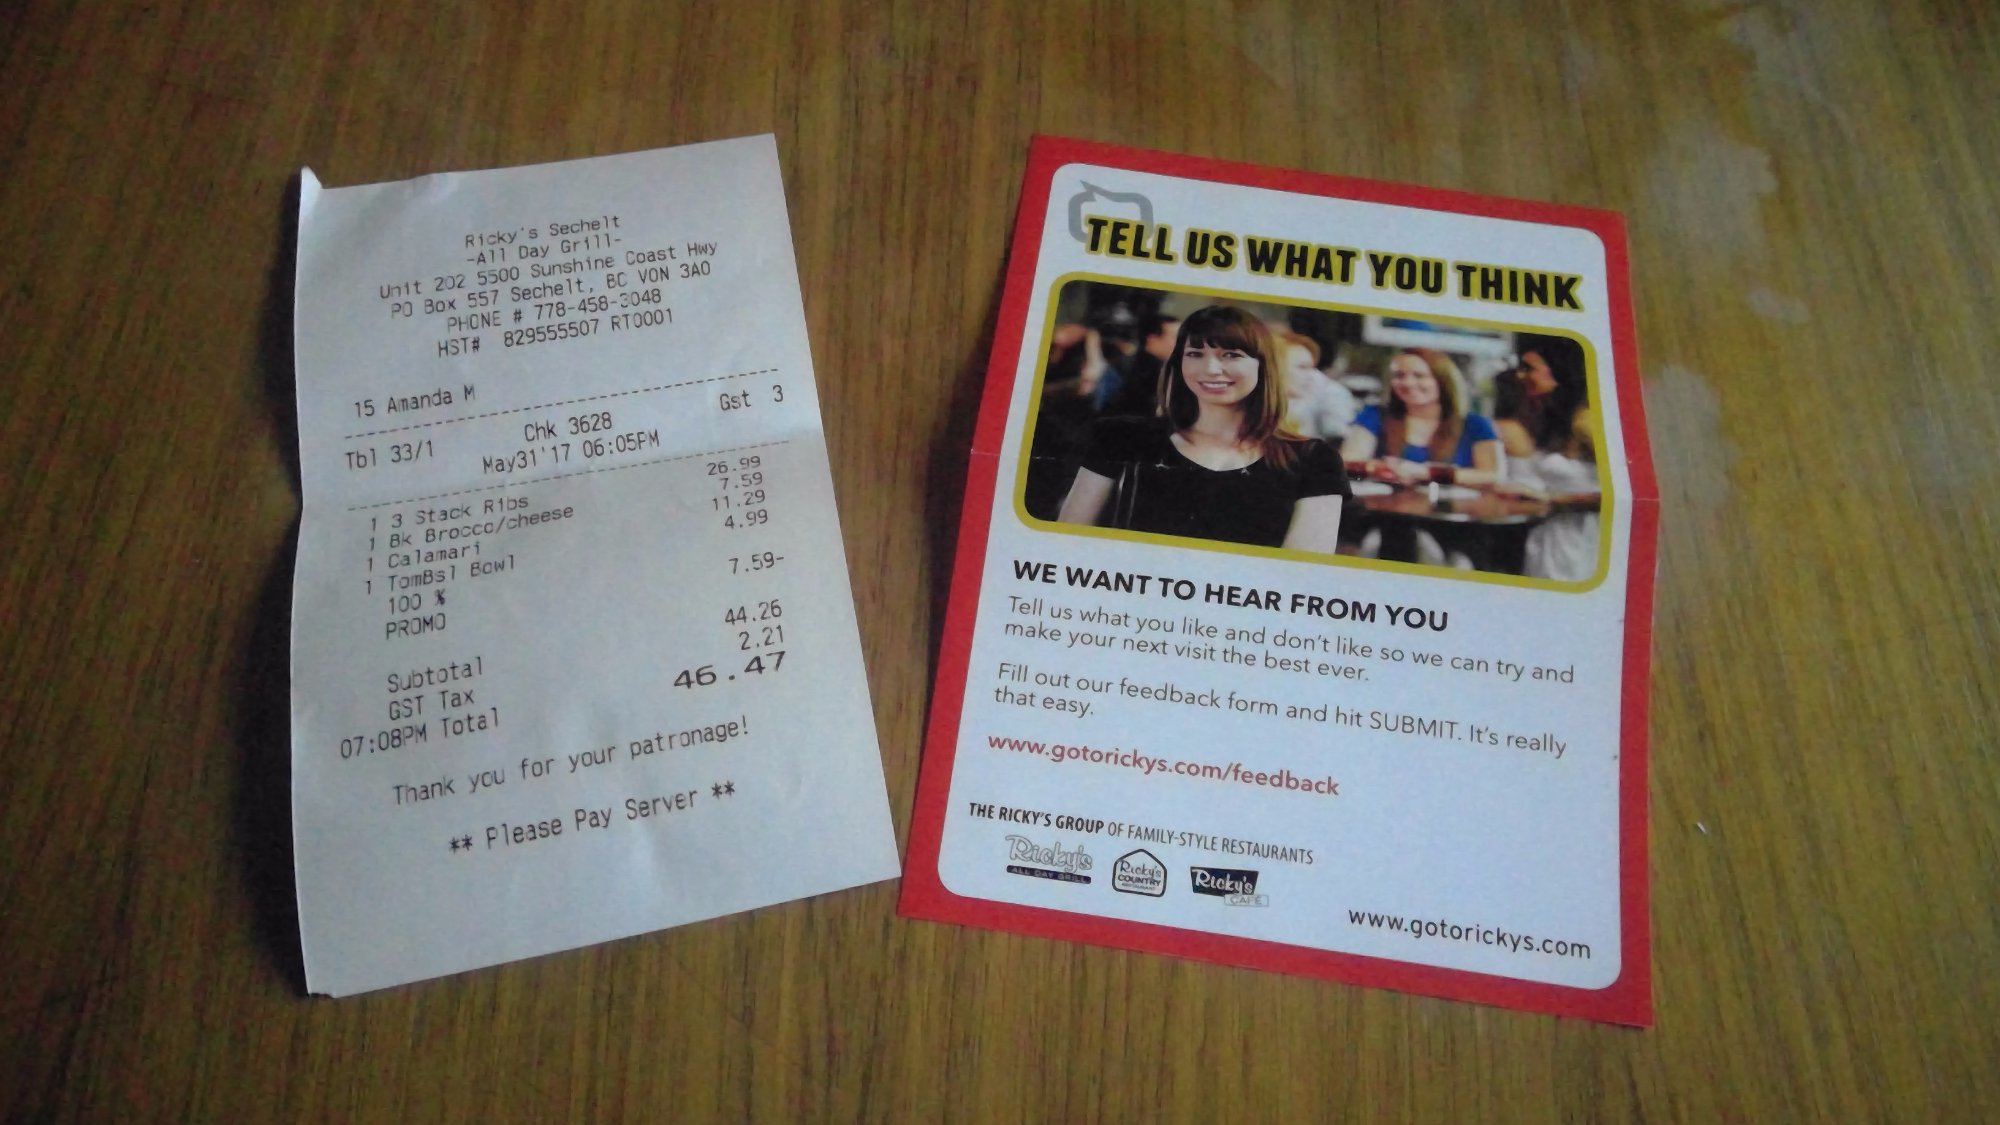 Ricky's Sechelt
-All Day Grill-
Unit 202 5500 Sunshine Coast Hwy
PO Box 557 Sechelt, BC V0N 3A0
PHONE # 778-458-3048
HST# 829555507 RT0001
15 Amanda M
Tbl 33/1 Chk 3628 Gst 3
May31'17 06:05PM
1 3 Stack Ribs 26.99
1 Bk Brocco/cheese 7.59
1 Calamari 11.29
1 TomBsl Bowl 4.99
100 %
PROMO 7.59-
Subtotal 44.26
GST Tax 2.21
07:08PM Total 46.47
Thank you for your patronage!
** Please Pay Server **
TELL US WHAT YOU THINK
WE WANT TO HEAR FROM YOU
Tell us what you like and don't like so we can try and
make your next visit the best ever.
Fill out our feedback form and hit SUBMIT. It's really
that easy.
www.gotorickys.com/feedback
THE RICKY'S GROUP OF FAMILY-STYLE RESTAURANTS
Ricky's
ALL DAY GRILL
Ricky's
COUNTRY
RESTAURANT
Ricky's
CAFÉ
www.gotorickys.com